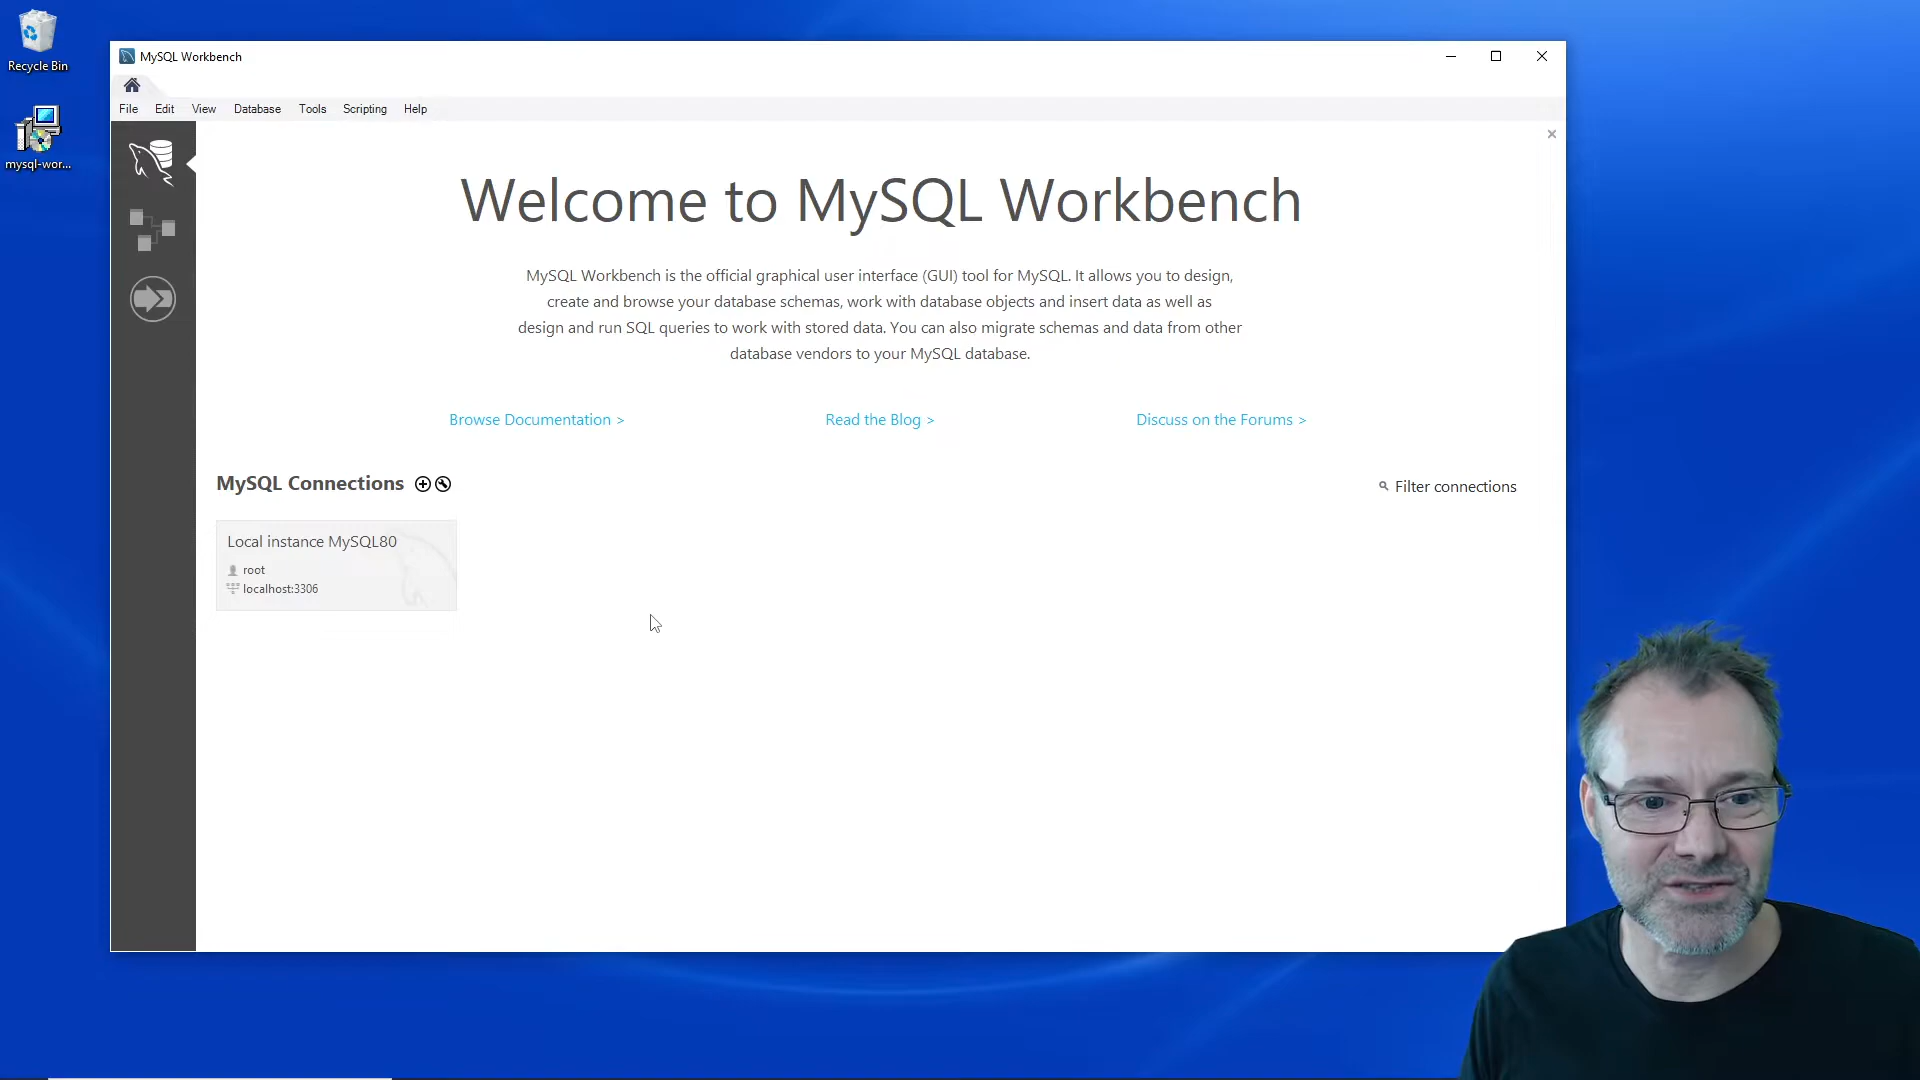 Recycle Bin
mysql-wor...
MySQL Workbench
File Edit View Database Tools Scripting Help
Welcome to MySQL Workbench
MySQL Workbench is the official graphical user interface (GUI) tool for MySQL. It allows you to design,
create and browse your database schemas, work with database objects and insert data as well as
design and run SQL queries to work with stored data. You can also migrate schemas and data from other
database vendors to your MySQL database.
Browse Documentation > Read the Blog > Discuss on the Forums >
MySQL Connections
Filter connections
Local instance MySQL80
root
localhost:3306